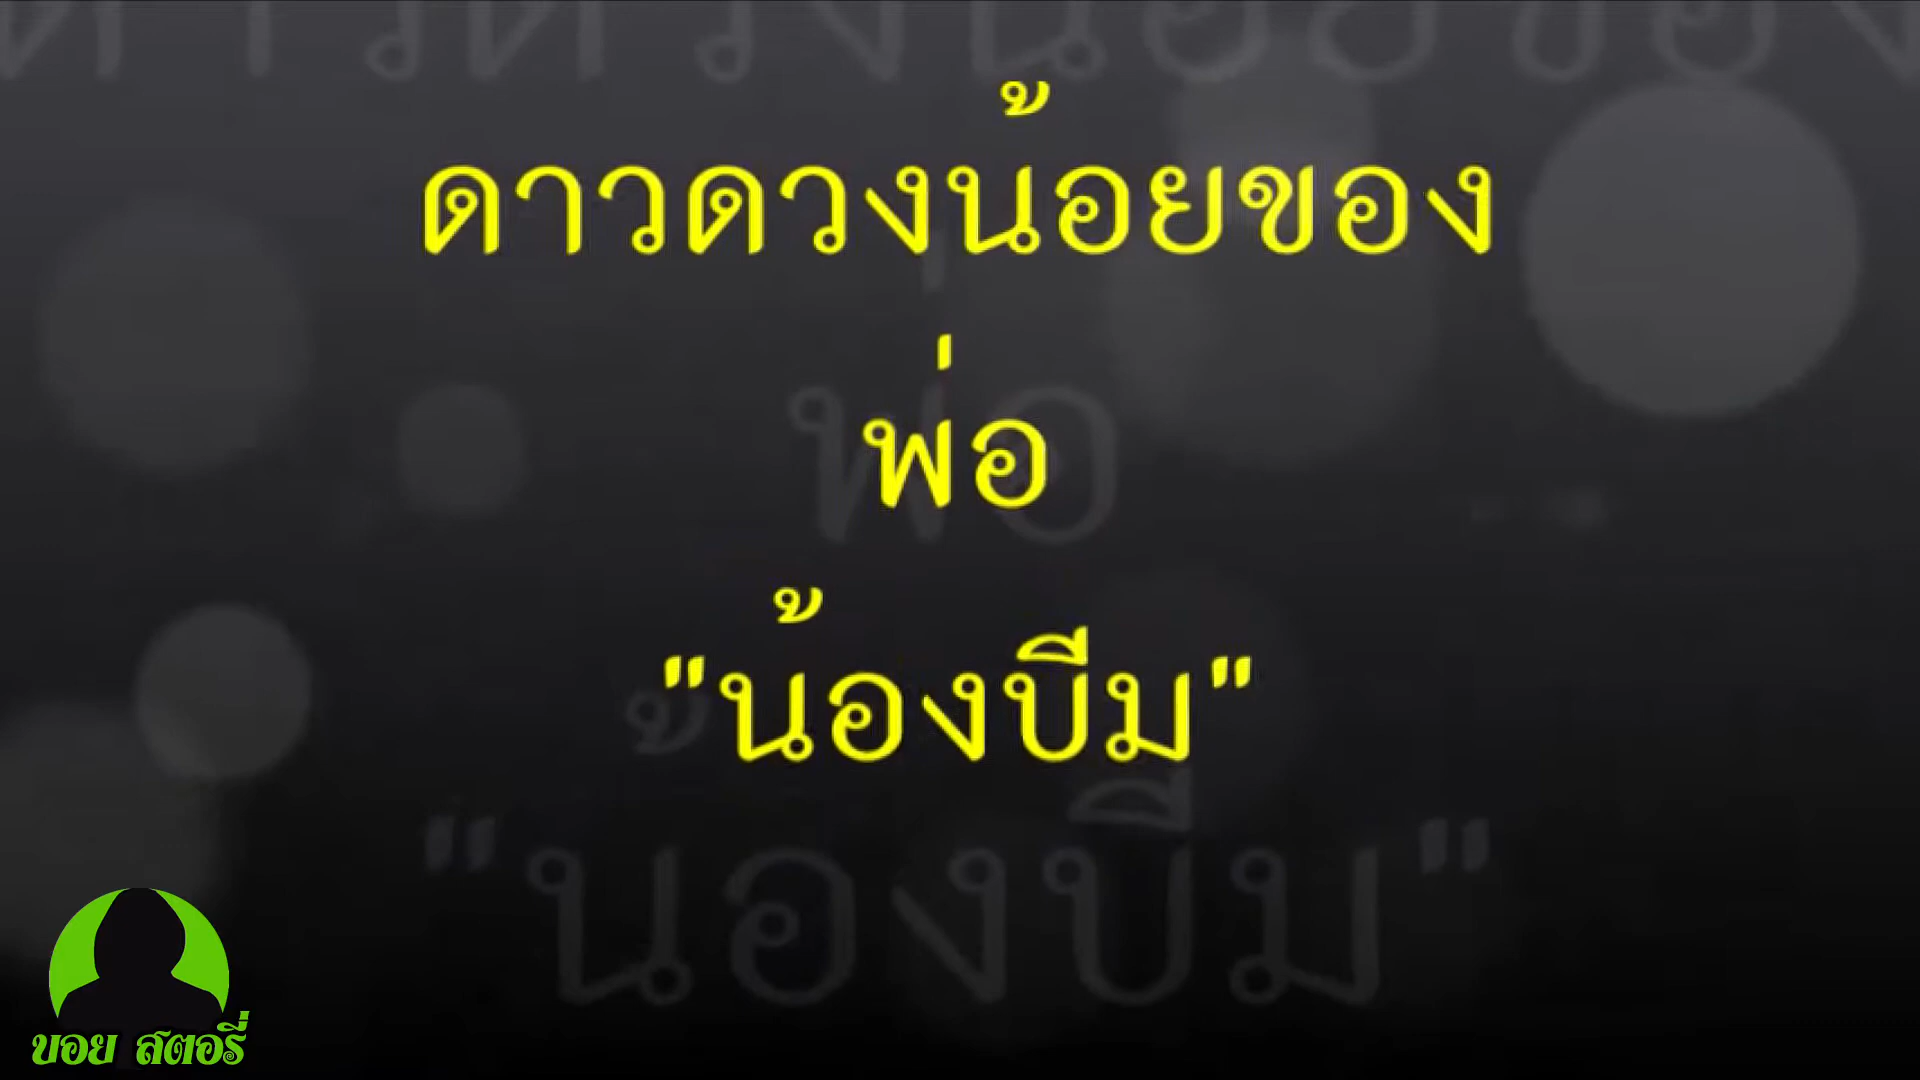 ดาวดวงน้อยของ
พ่อ
"น้องบีม"
บอย สตอรี่